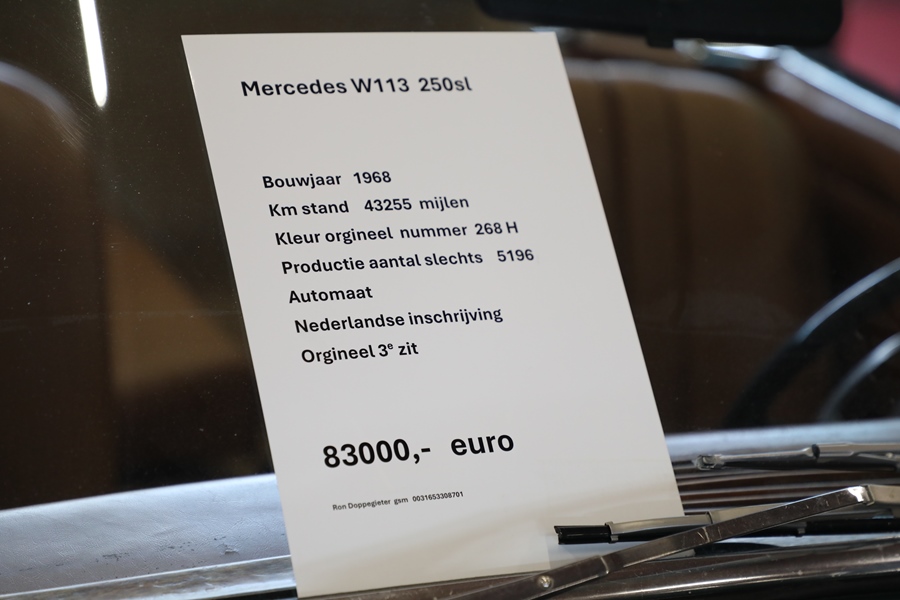 Mercedes W113 250sl
Bouwjaar 1968
Km stand 43255 mijlen
Kleur orgineel nummer 268 H
Productie aantal slechts 5196
Automaat
Nederlandse inschrijving
Orgineel 3e zit
83000,- euro
Ron Doppegieter gsm 0031653308701